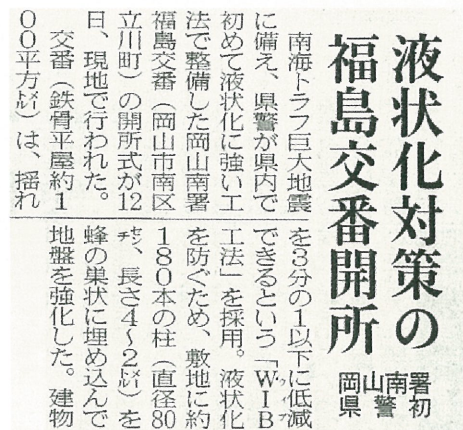 液状化対策の
福島交番開所
岡山南署
県警初
南海トラフ巨大地震
に備え、県警が県内で
初めて液状化に強い工
法で整備した岡山南署
福島交番（岡山市南区
立川町）の開所式が12
日、現地で行われた。
交番（鉄骨平屋約1
00平方㍍）は、揺れ
を3分の1以下に低減
できるという「WIB
ウィブ
工法」を採用。液状化
を防ぐため、敷地に約
180本の柱（直径80
㌢、長さ4〜2㍍）を
蜂の巣状に埋め込んで
地盤を強化した。建物